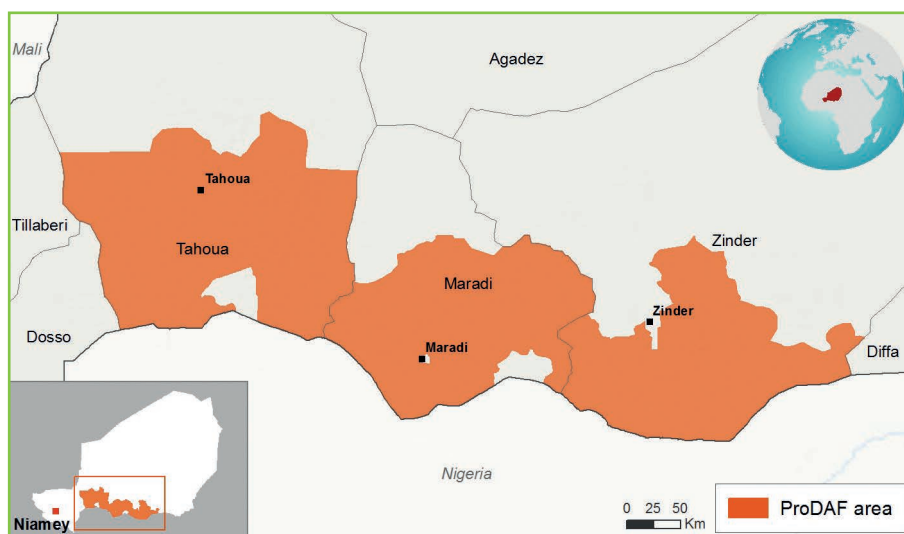 Mali
Agadez
Tahoua
Tillaberi
Tahoua
Zinder
Maradi
Zinder
Dosso
Maradi
Diffa
Nigeria
Niamey
0 25 50
Km
ProDAF area